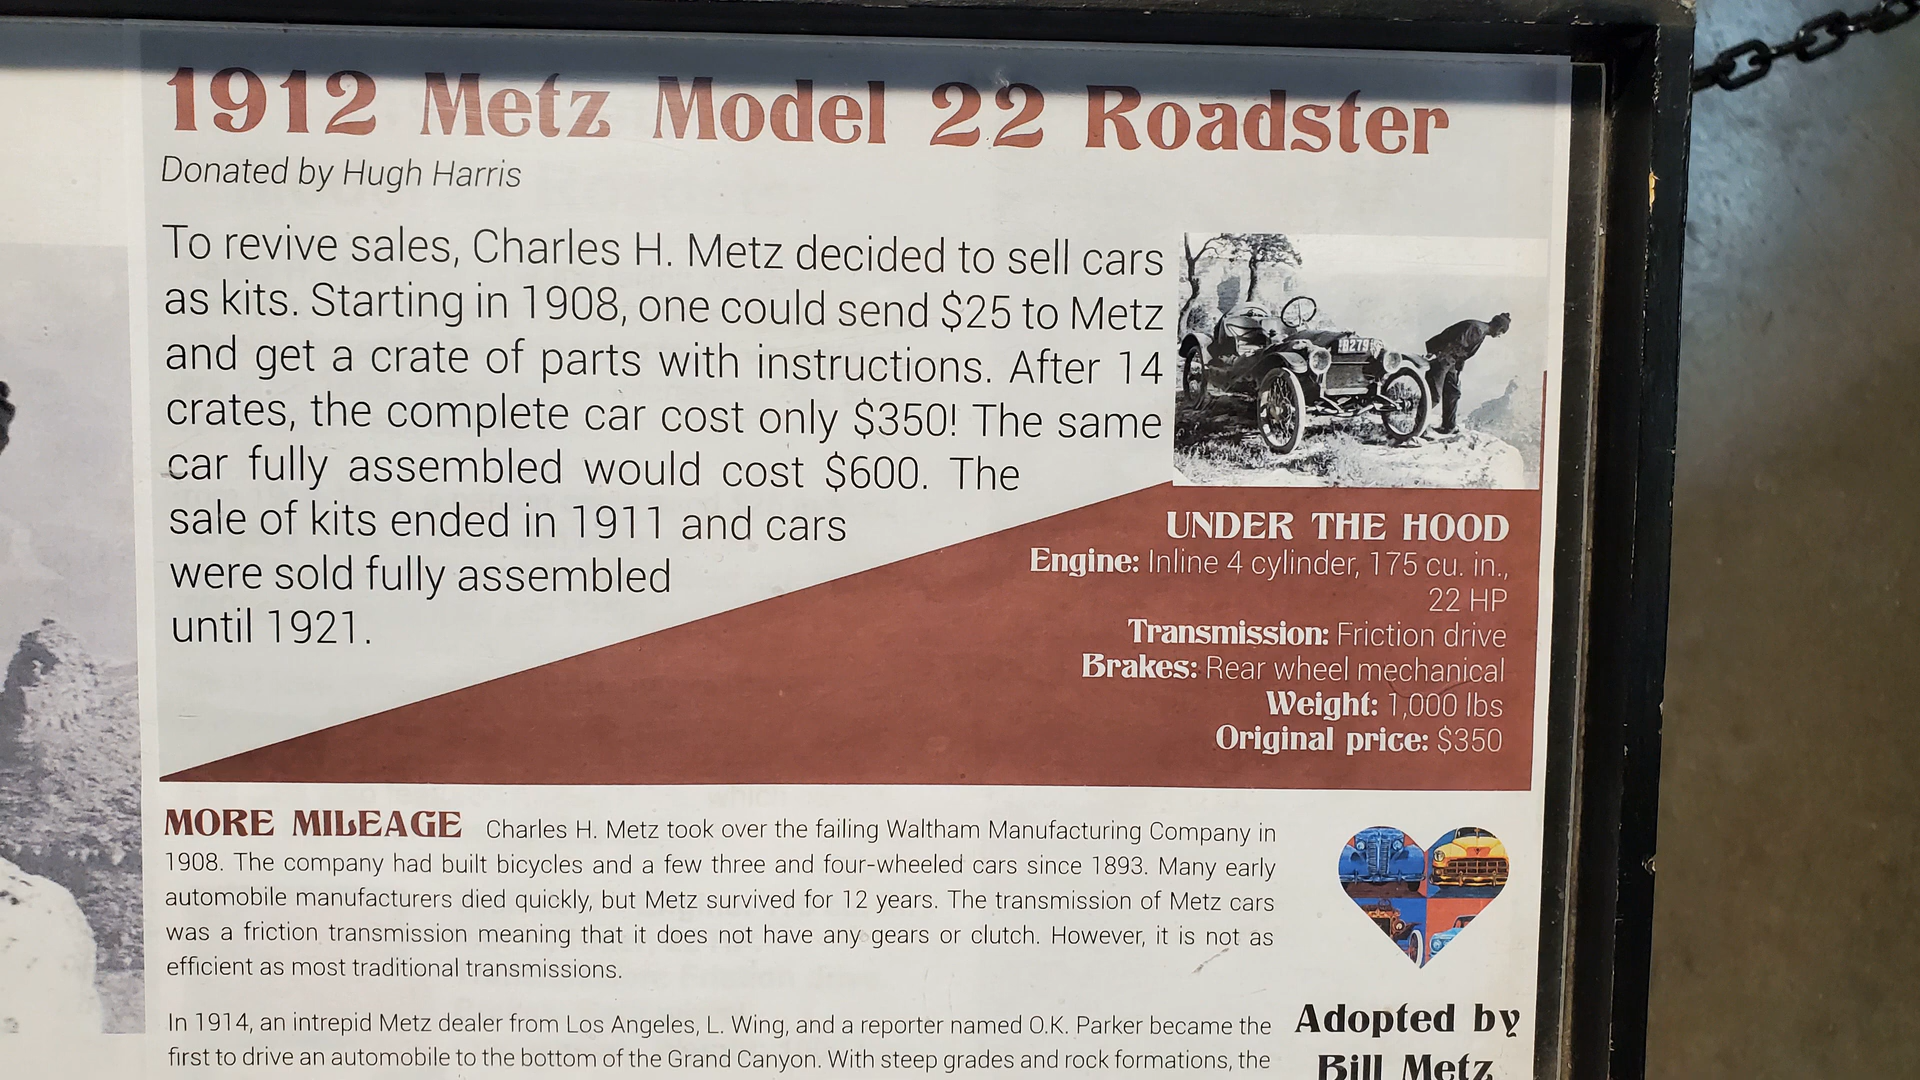 1912 Metz Model 22 Roadster
Donated by Hugh Harris
To revive sales, Charles H. Metz decided to sell cars
as kits. Starting in 1908, one could send $25 to Metz
and get a crate of parts with instructions. After 14
crates, the complete car cost only $350! The same
car fully assembled would cost $600. The
sale of kits ended in 1911 and cars
were sold fully assembled
until 1921.
UNDER THE HOOD
Engine: Inline 4 cylinder, 175 cu. in.,
22 HP
Transmission: Friction drive
Brakes: Rear wheel mechanical
Weight: 1,000 lbs
Original price: $350
MORE MILEAGE Charles H. Metz took over the failing Waltham Manufacturing Company in
1908. The company had built bicycles and a few three and four-wheeled cars since 1893. Many early
automobile manufacturers died quickly, but Metz survived for 12 years. The transmission of Metz cars
was a friction transmission meaning that it does not have any gears or clutch. However, it is not as
efficient as most traditional transmissions.
In 1914, an intrepid Metz dealer from Los Angeles, L. Wing, and a reporter named O.K. Parker became the
first to drive an automobile to the bottom of the Grand Canyon. With steep grades and rock formations, the
Adopted by
Bill Metz